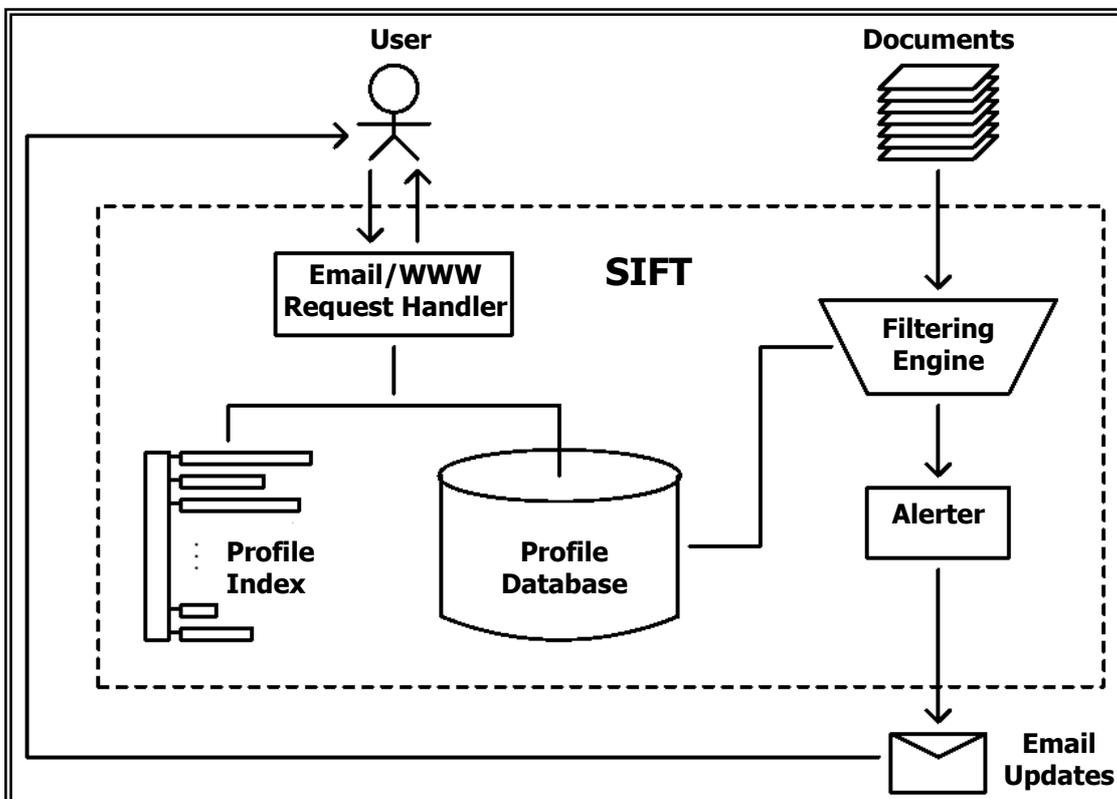 User
Documents
Email/WWW
Request Handler
SIFT
Filtering
Engine
Profile
Index
Profile
Database
Alerter
Email
Updates